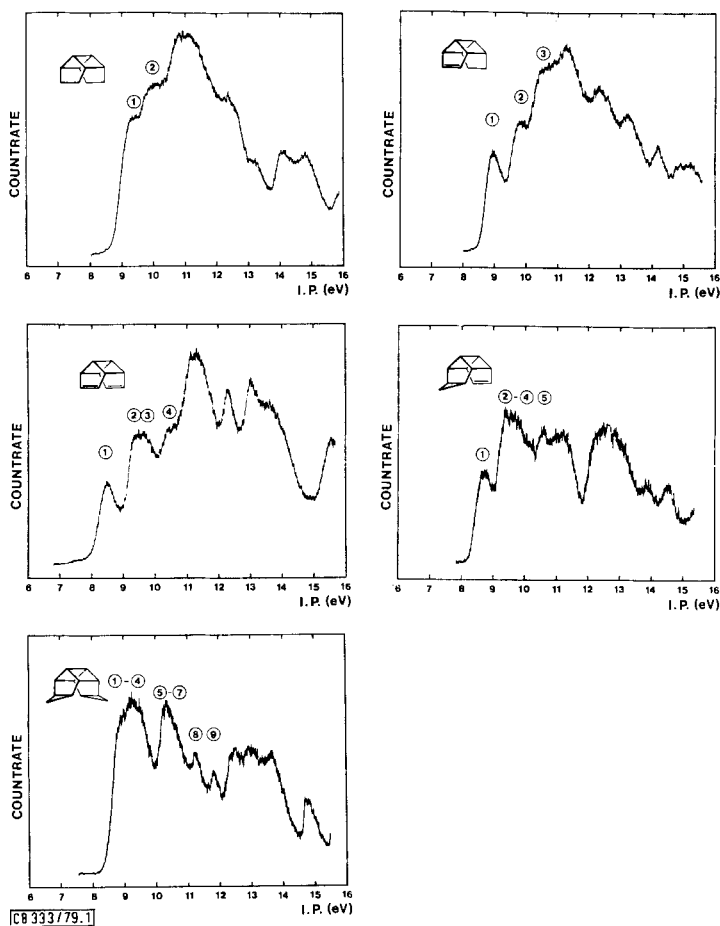 ① ②
COUNTRATE
6 7 8 9 10 11 12 13 14 15 16
I.P. (eV)
① ② ③
COUNTRATE
6 7 8 9 10 11 12 13 14 15 16
I.P. (eV)
① ②③ ④
COUNTRATE
6 7 8 9 10 11 12 13 14 15 16
I.P. (eV)
① ②-④ ⑤
COUNTRATE
6 7 8 9 10 11 12 13 14 15 16
I.P. (eV)
①-④ ⑤-⑦ ⑧⑨
COUNTRATE
6 7 8 9 10 11 12 13 14 15 16
I.P. (eV)
CB 333/79.1